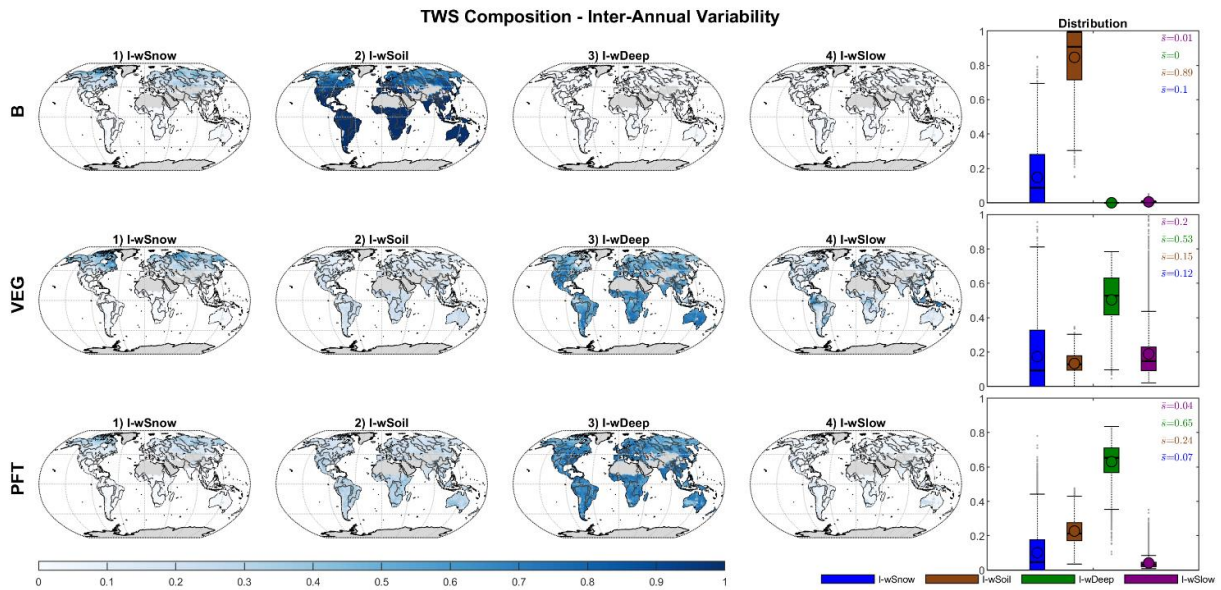 TWS Composition - Inter-Annual Variability
Distribution
B
1) I-wSnow
2) I-wSoil
3) I-wDeep
4) I-wSlow
1
0.8
0.6
0.4
0.2
0
s̄=0.01
s̄=0
s̄=0.89
s̄=0.1
VEG
1) I-wSnow
2) I-wSoil
3) I-wDeep
4) I-wSlow
1
0.8
0.6
0.4
0.2
0
s̄=0.2
s̄=0.53
s̄=0.15
s̄=0.12
PFT
1) I-wSnow
2) I-wSoil
3) I-wDeep
4) I-wSlow
1
0.8
0.6
0.4
0.2
0
s̄=0.04
s̄=0.65
s̄=0.24
s̄=0.07
0 0.1 0.2 0.3 0.4 0.5 0.6 0.7 0.8 0.9 1
I-wSnow I-wSoil I-wDeep I-wSlow